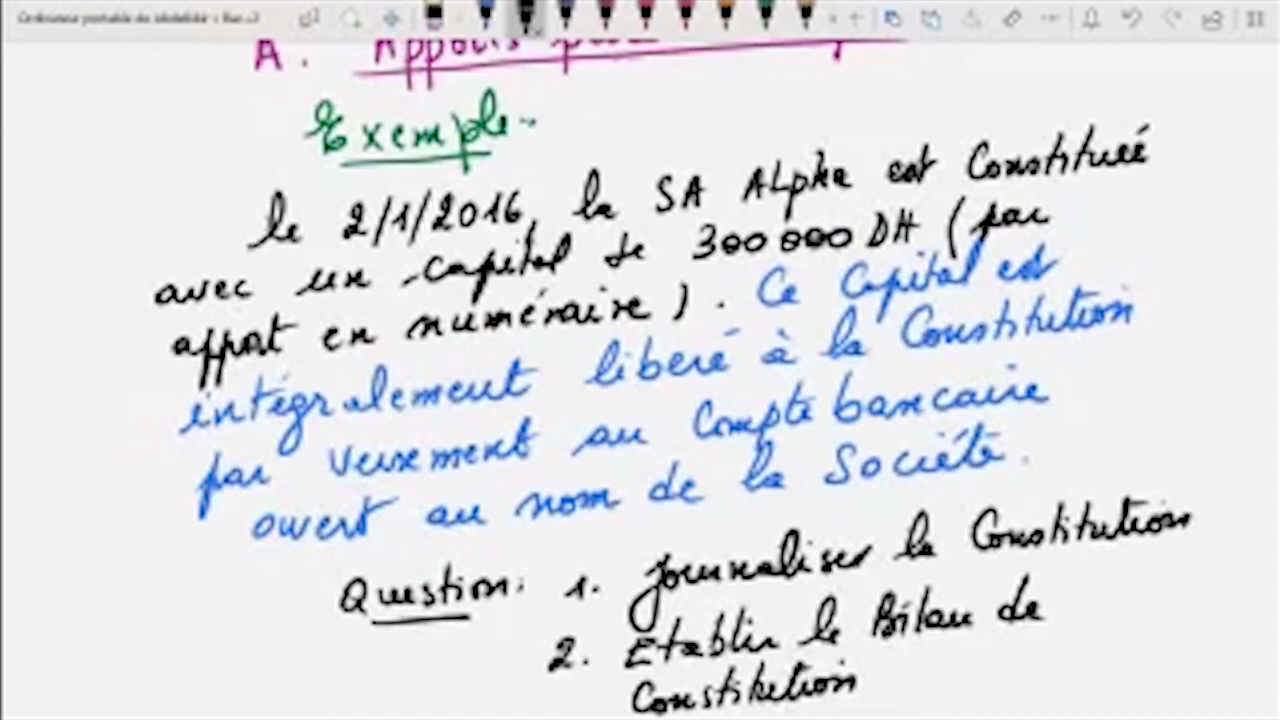 A. Apports
Exemple.
le 2/1/2016, la SA Alpha est Constituée
avec un capital de 300 000 DH (par
apport en numéraire). Ce Capital est
intégralement libéré à la Constitution
par versement au Compte bancaire
ouvert au nom de la Société.
Question. 1. Journaliser la Constitution
2. Etablir le Bilan de
Constitution